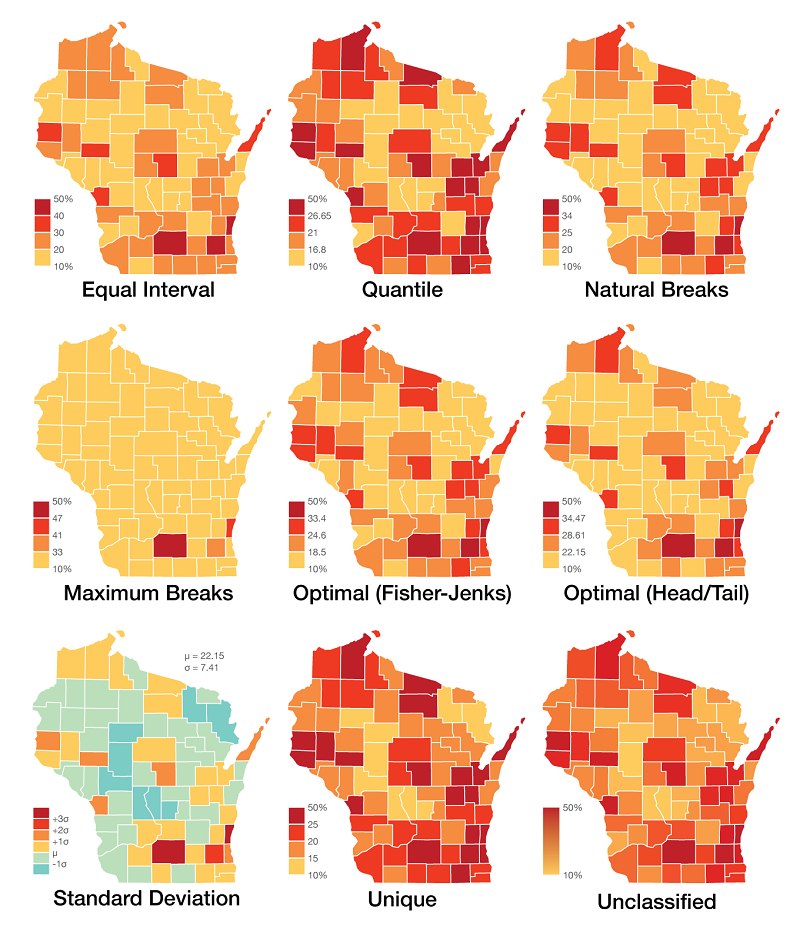 50%
40
30
20
10%
Equal Interval
50%
26.65
21
16.8
10%
Quantile
50%
34
25
20
10%
Natural Breaks
50%
47
41
33
10%
Maximum Breaks
50%
33.4
24.6
18.5
10%
Optimal (Fisher-Jenks)
50%
34.47
28.61
22.15
10%
Optimal (Head/Tail)
μ = 22.15
σ = 7.41
+3σ
+2σ
+1σ
μ
-1σ
Standard Deviation
50%
25
20
15
10%
Unique
50%
10%
Unclassified